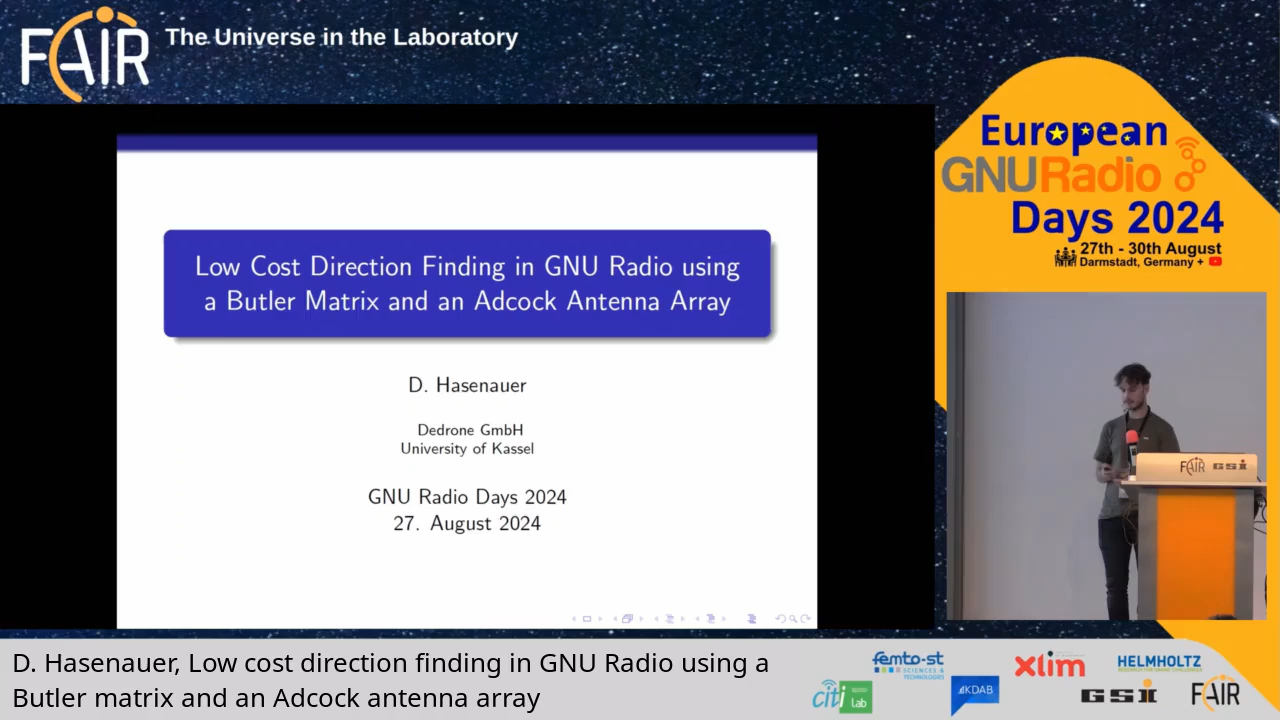 FAIR
The Universe in the Laboratory
European
GNURadio
Days 2024
27th - 30th August
Darmstadt, Germany +
Low Cost Direction Finding in GNU Radio using
a Butler Matrix and an Adcock Antenna Array
D. Hasenauer
Dedrone GmbH
University of Kassel
GNU Radio Days 2024
27. August 2024
FAIR GSI
D. Hasenauer, Low cost direction finding in GNU Radio using a
Butler matrix and an Adcock antenna array
femto-st
SCIENCES &
TECHNOLOGIES
xlim
HELMHOLTZ
citi
lab
KDAB
GSI
FAIR